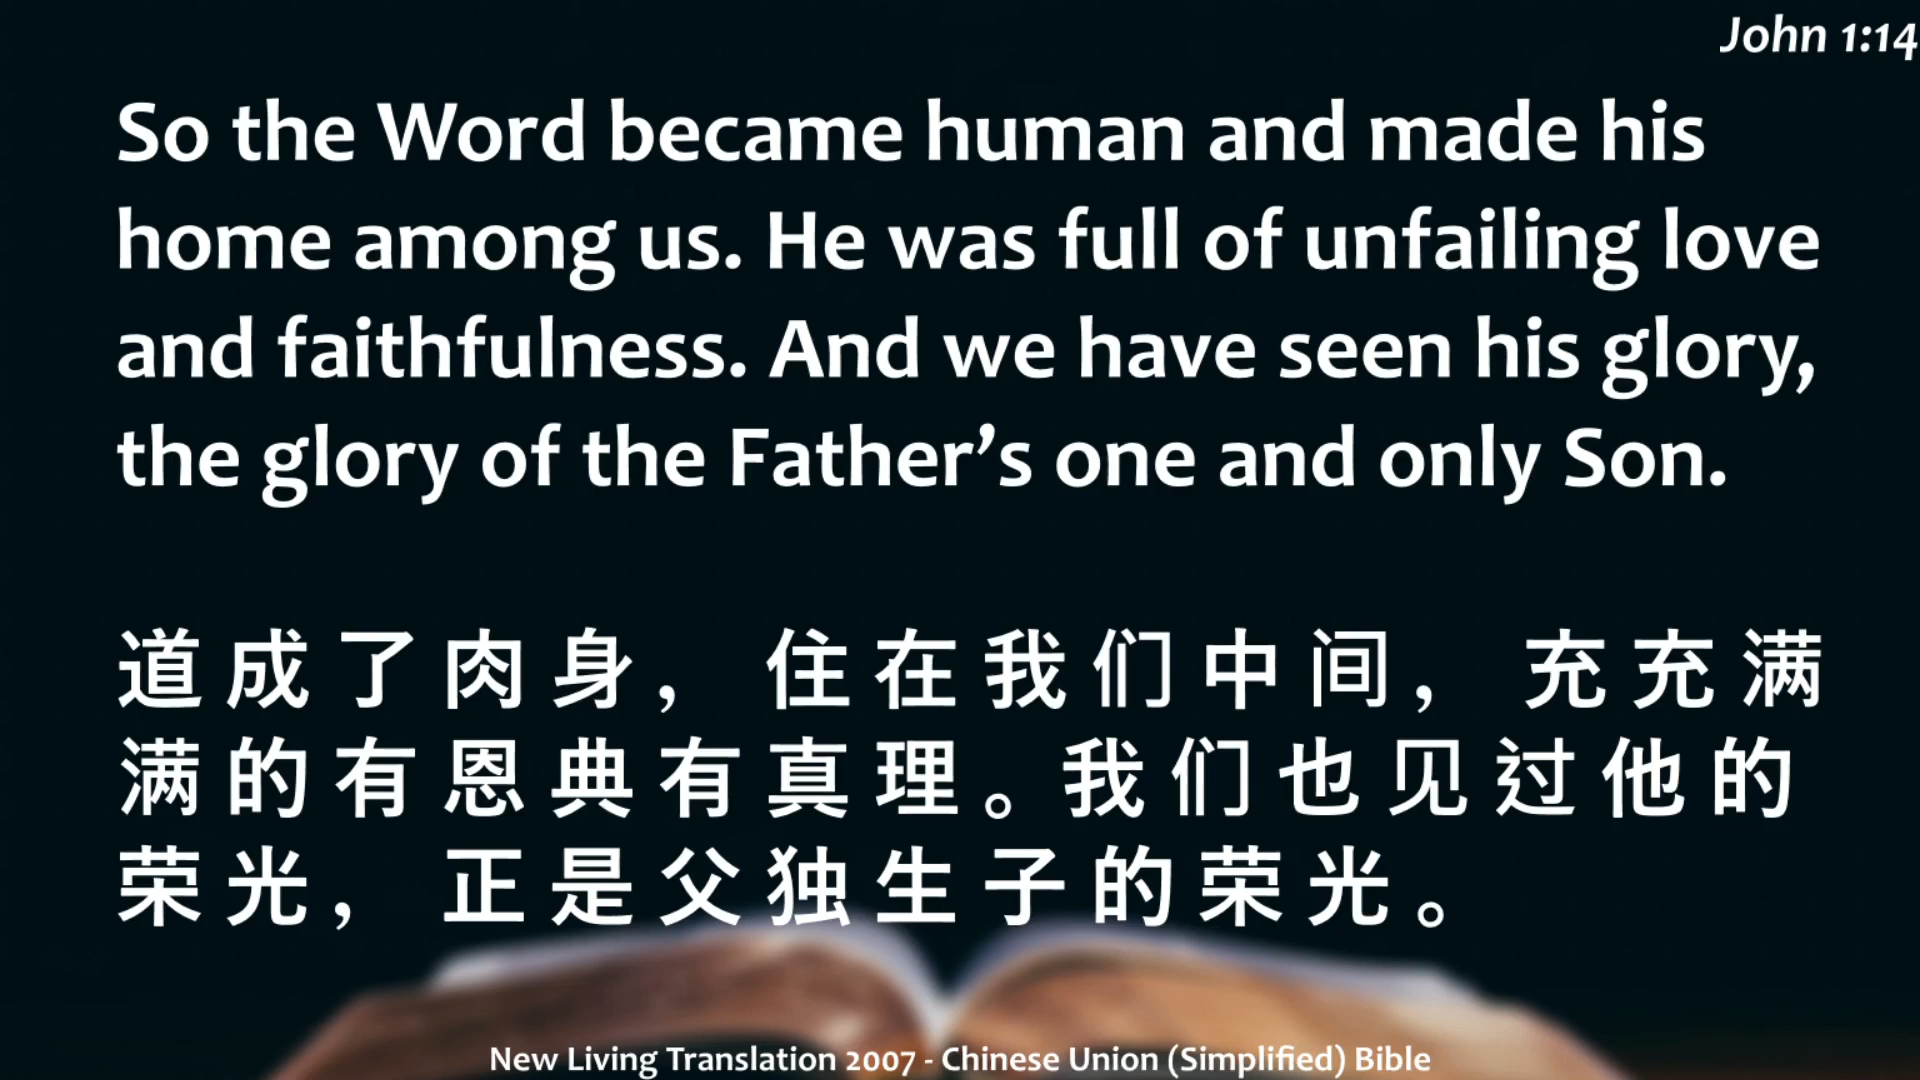 John 1:14
So the Word became human and made his
home among us. He was full of unfailing love
and faithfulness. And we have seen his glory,
the glory of the Father’s one and only Son.
道成了肉身，住在我们中间，充充满
满的有恩典有真理。我们也见过他的
荣光，正是父独生子的荣光。
New Living Translation 2007 - Chinese Union (Simplified) Bible